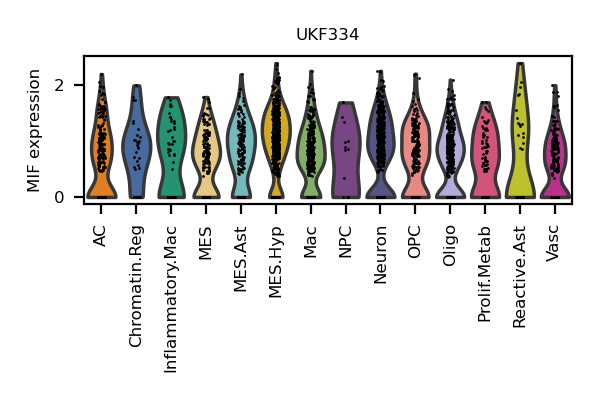 UKF334
MIF expression
2
0
AC
Chromatin.Reg
Inflammatory.Mac
MES
MES.Ast
MES.Hyp
Mac
NPC
Neuron
OPC
Oligo
Prolif.Metab
Reactive.Ast
Vasc